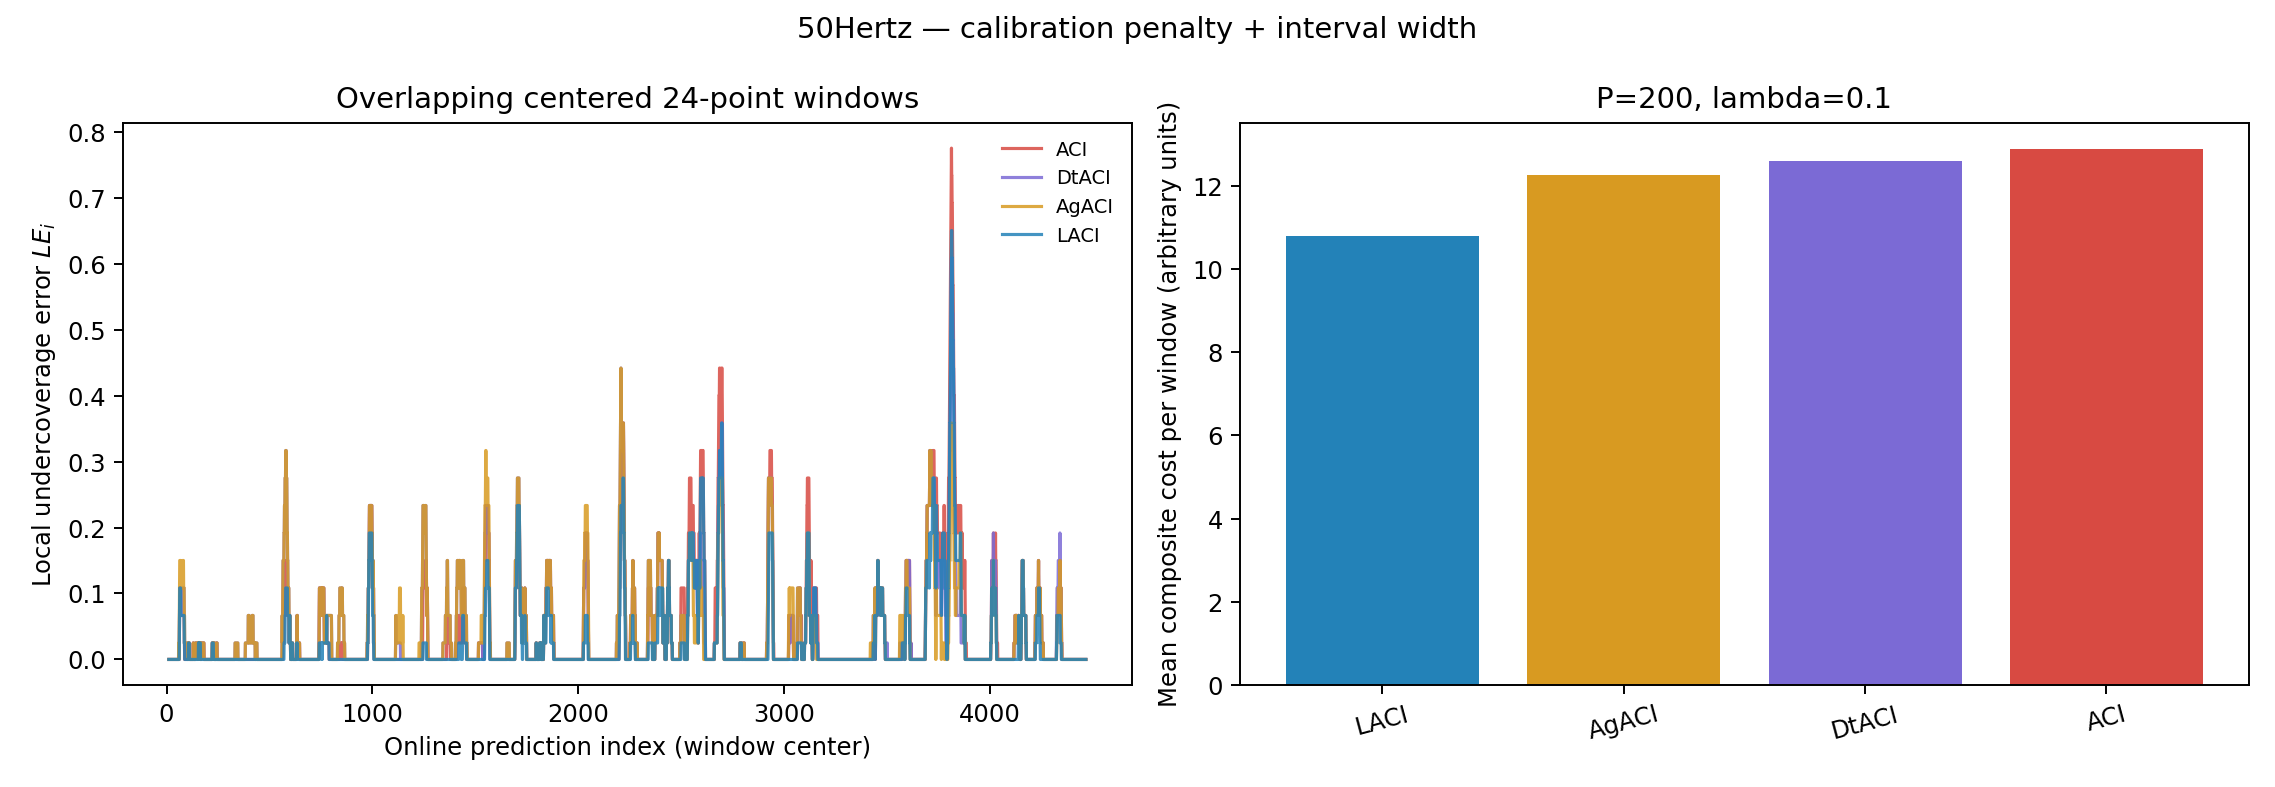 50Hertz — calibration penalty + interval width
Overlapping centered 24-point windows
Local undercoverage error LEᵢ
0.8
0.7
0.6
0.5
0.4
0.3
0.2
0.1
0.0
ACI
DtACI
AgACI
LACI
0 1000 2000 3000 4000
Online prediction index (window center)
P=200, lambda=0.1
Mean composite cost per window (arbitrary units)
12
10
8
6
4
2
0
LACI AgACI DtACI ACI